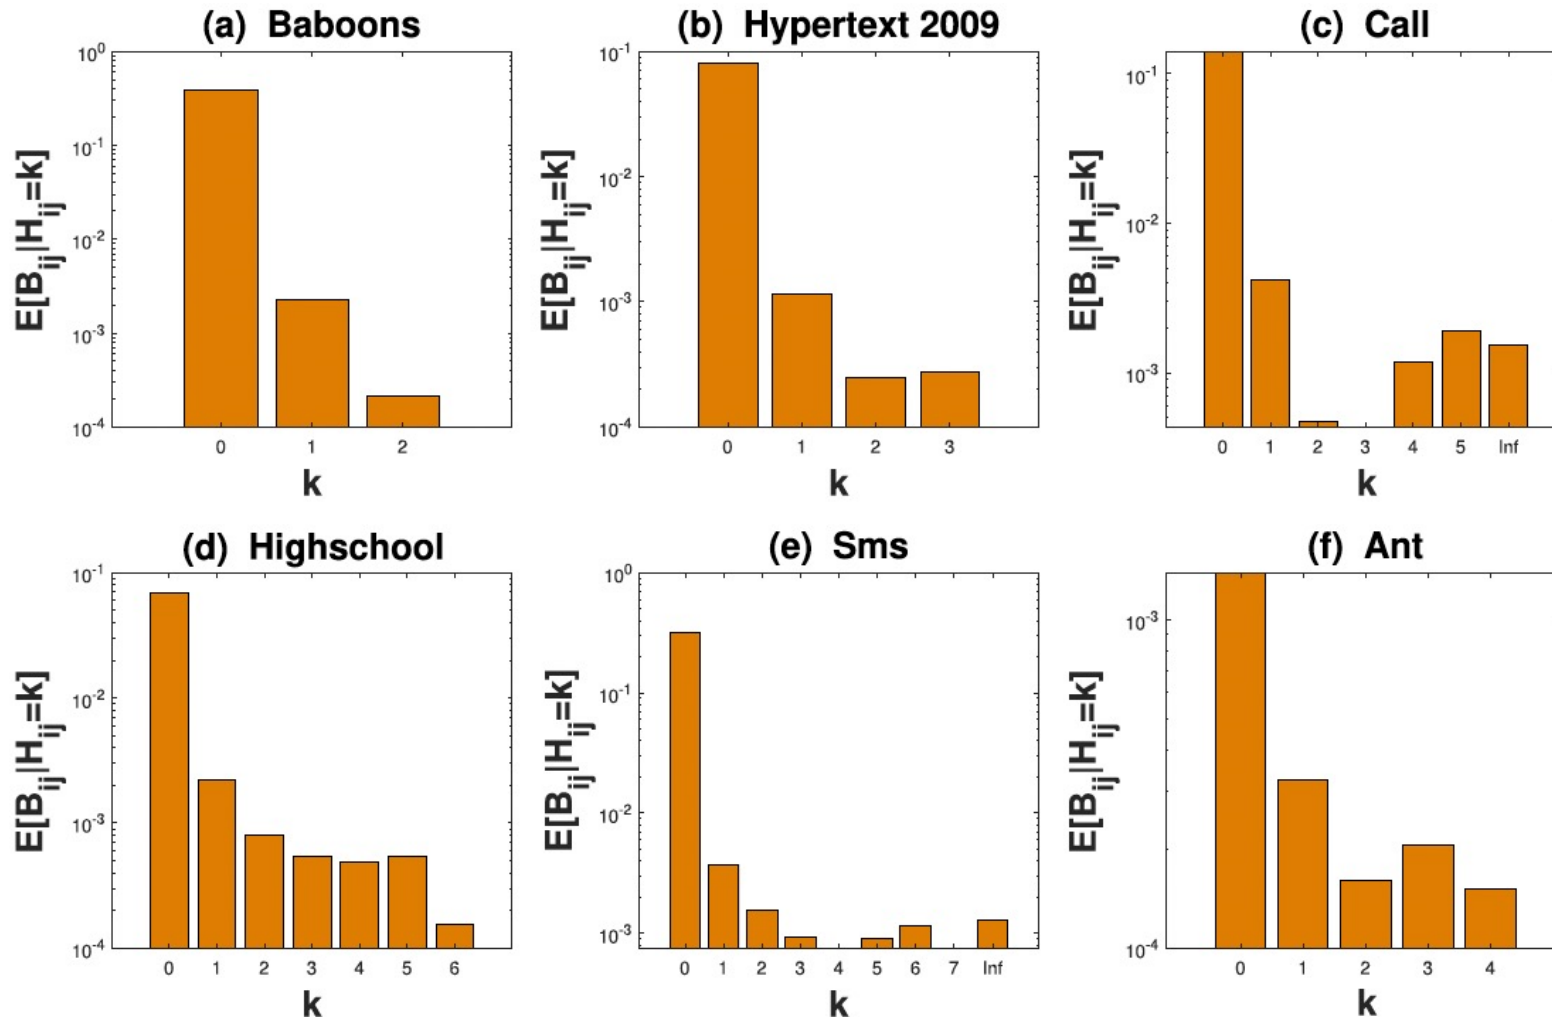 (a) Baboons
10^0
10^-1
10^-2
10^-3
10^-4
E[B_ij|H_ij=k]
0 1 2
k
(b) Hypertext 2009
10^-1
10^-2
10^-3
10^-4
E[B_ij|H_ij=k]
0 1 2 3
k
(c) Call
10^-1
10^-2
10^-3
E[B_ij|H_ij=k]
0 1 2 3 4 5 Inf
k
(d) Highschool
10^-1
10^-2
10^-3
10^-4
E[B_ij|H_ij=k]
0 1 2 3 4 5 6
k
(e) Sms
10^0
10^-1
10^-2
10^-3
E[B_ij|H_ij=k]
0 1 2 3 4 5 6 7 Inf
k
(f) Ant
10^-3
10^-4
E[B_ij|H_ij=k]
0 1 2 3 4
k